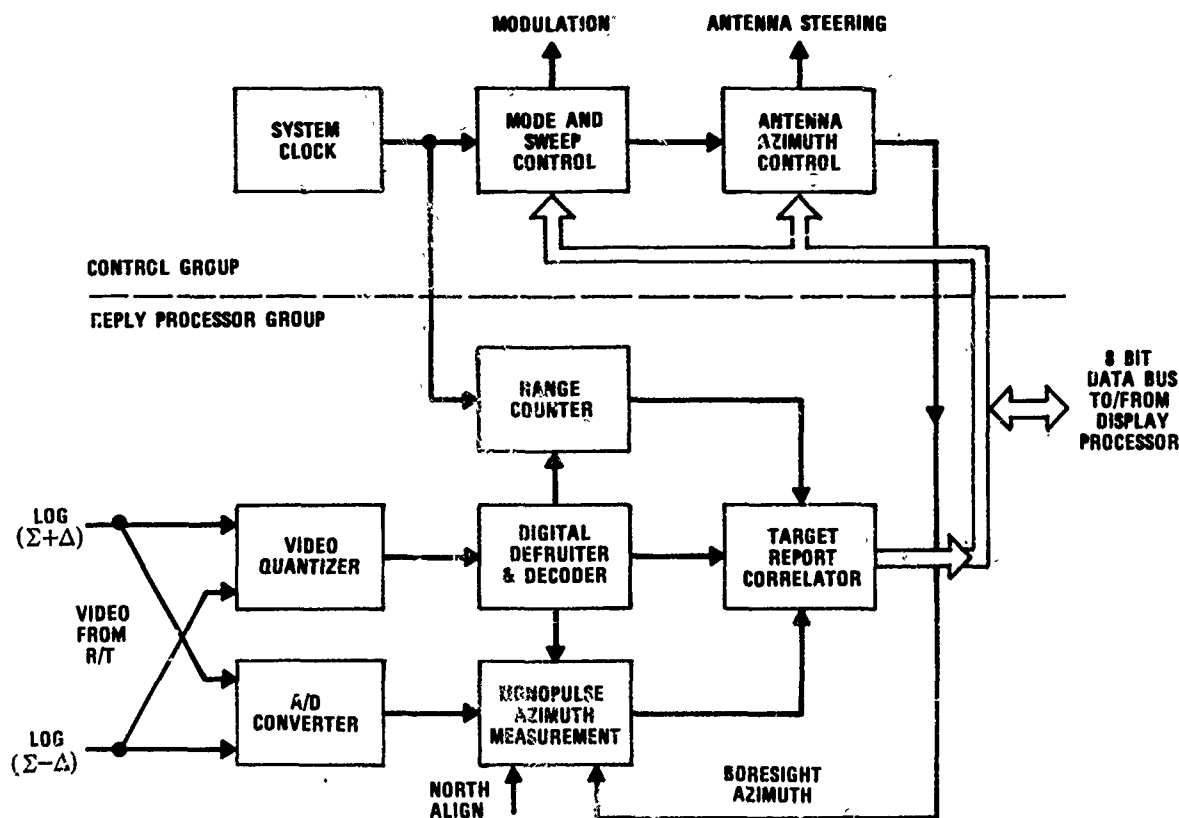 MODULATION
ANTENNA STEERING
SYSTEM
CLOCK
MODE AND
SWEEP
CONTROL
ANTENNA
AZIMUTH
CONTROL
CONTROL GROUP
REPLY PROCESSOR GROUP
RANGE
COUNTER
8 BIT
DATA BUS
TO/FROM
DISPLAY
PROCESSOR
LOG
(Σ+Δ)
VIDEO
QUANTIZER
DIGITAL
DEFRUITER
& DECODER
TARGET
REPORT
CORRELATOR
VIDEO
FROM
R/T
A/D
CONVERTER
MONOPULSE
AZIMUTH
MEASUREMENT
LOG
(Σ−Δ)
NORTH
ALIGN
BORESIGHT
AZIMUTH